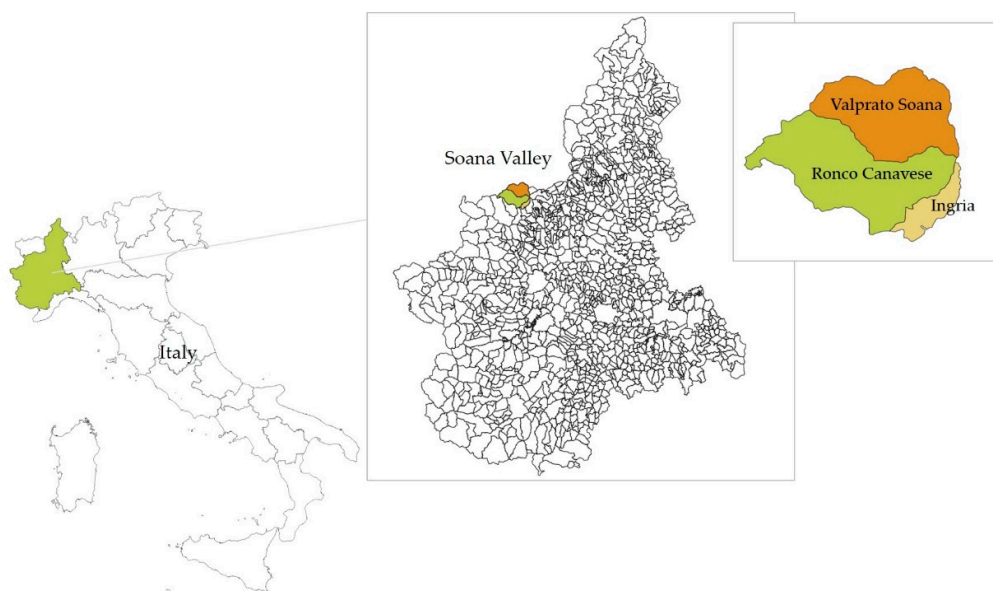 Italy
Soana Valley
Valprato Soana
Ronco Canavese
Ingria